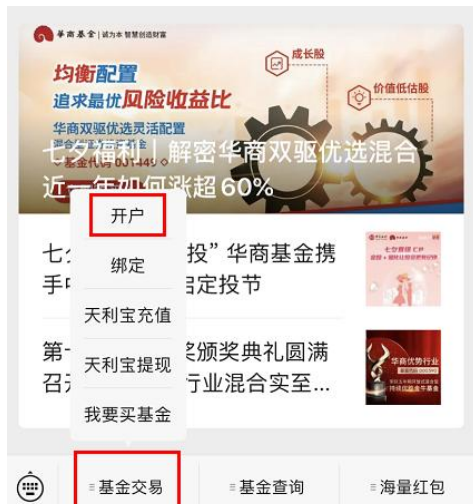 華商基金 | 诚为本 智慧创造财富
均衡配置
追求最优风险收益比
成长股
价值低估股
华商双驱优选灵活配置
七夕福利 | 解密华商双驱优选混合
近一年如何涨超60%
开户
绑定
天利宝充值
天利宝提现
我要买基金
投”华商基金携
手
启定投节
第
奖颁奖典礼圆满
召
行业混合实至...
华商优势行业
基金交易
基金查询
海量红包